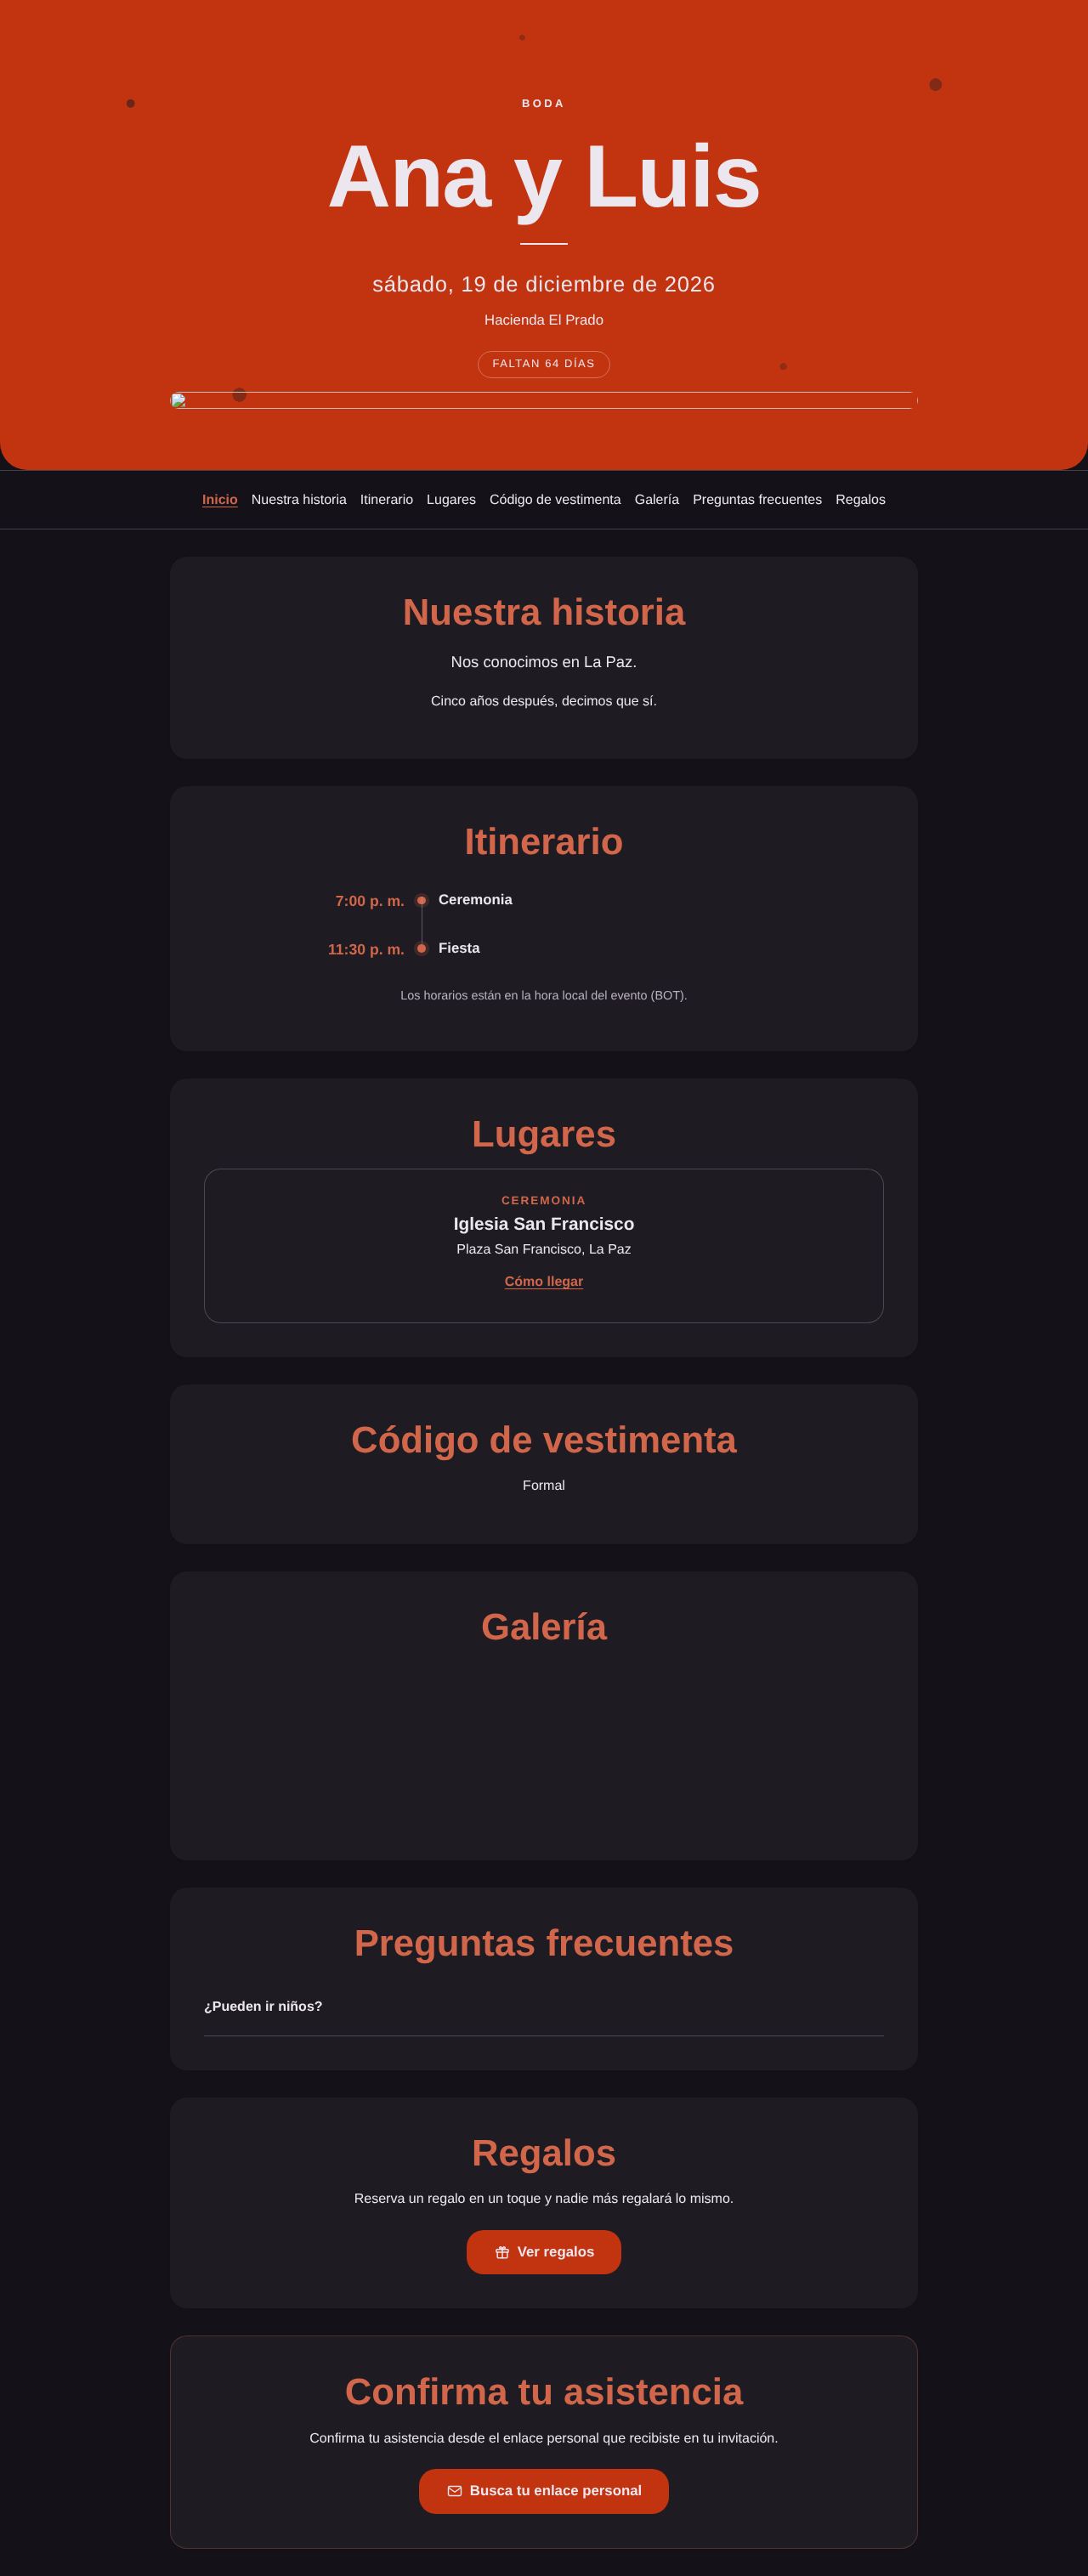 BODA
Ana y Luis
sábado, 19 de diciembre de 2026
Hacienda El Prado
FALTAN 64 DÍAS
Inicio Nuestra historia Itinerario Lugares Código de vestimenta Galería Preguntas frecuentes Regalos
Nuestra historia
Nos conocimos en La Paz.
Cinco años después, decimos que sí.
Itinerario
7:00 p. m. Ceremonia
11:30 p. m. Fiesta
Los horarios están en la hora local del evento (BOT).
Lugares
CEREMONIA
Iglesia San Francisco
Plaza San Francisco, La Paz
Cómo llegar
Código de vestimenta
Formal
Galería
Preguntas frecuentes
¿Pueden ir niños?
Regalos
Reserva un regalo en un toque y nadie más regalará lo mismo.
Ver regalos
Confirma tu asistencia
Confirma tu asistencia desde el enlace personal que recibiste en tu invitación.
Busca tu enlace personal